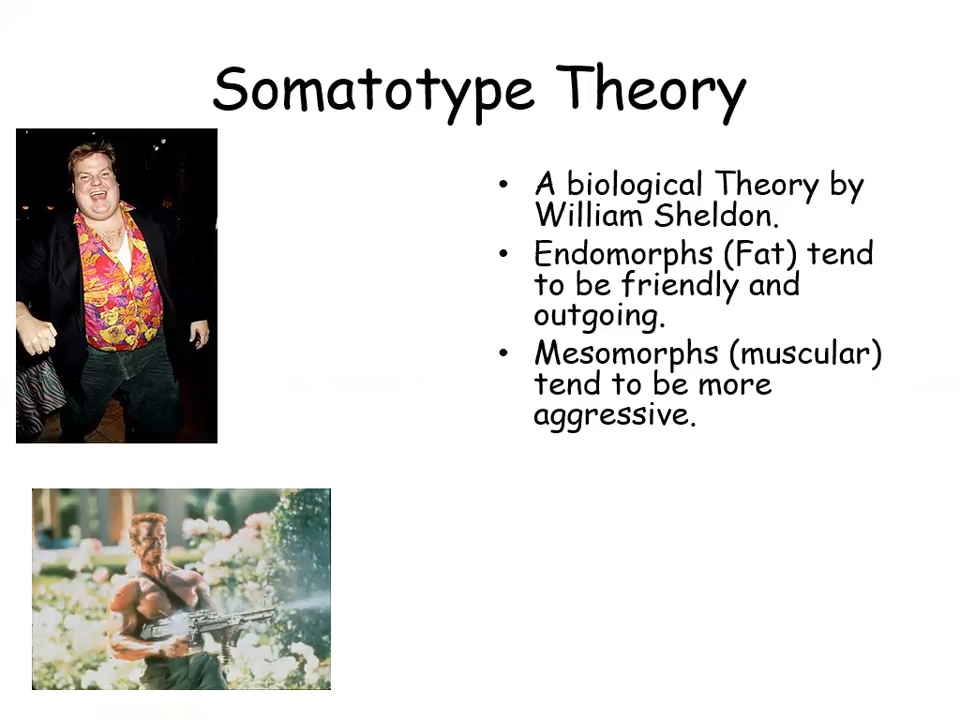 Somatotype Theory
• A biological Theory by
William Sheldon.
• Endomorphs (Fat) tend
to be friendly and
outgoing.
• Mesomorphs (muscular)
tend to be more
aggressive.